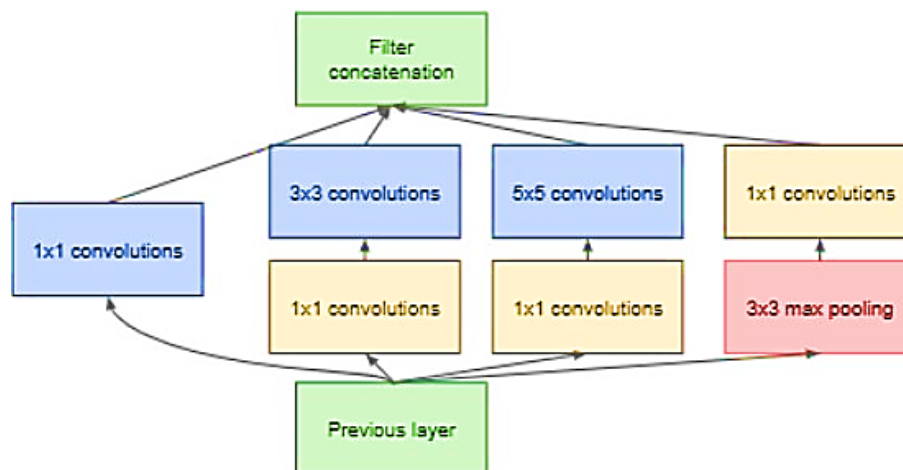 Filter
concatenation
3x3 convolutions
5x5 convolutions
1x1 convolutions
1x1 convolutions
1x1 convolutions
1x1 convolutions
3x3 max pooling
Previous layer